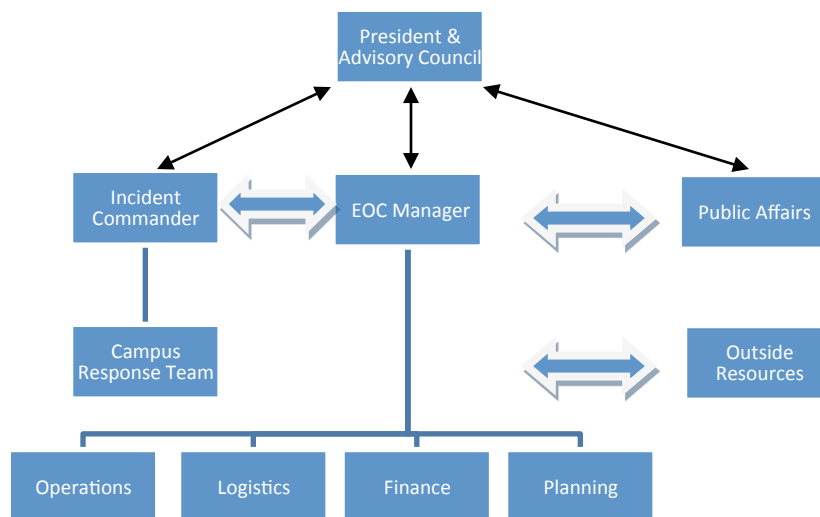 President &
Advisory Council
Incident
Commander
EOC Manager
Public Affairs
Campus
Response Team
Outside
Resources
Operations
Logistics
Finance
Planning